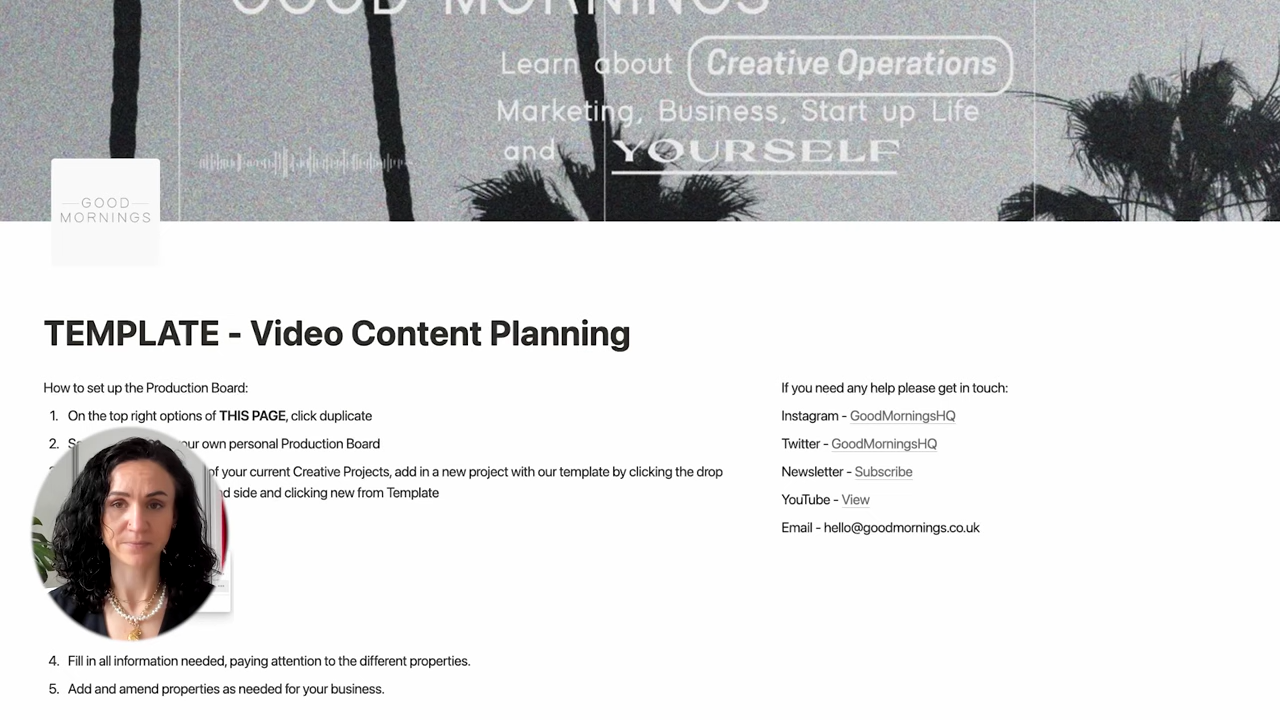 GOOD MORNINGS
Learn about Creative Operations
Marketing, Business, Start up Life
and YOURSELF
GOOD
MORNINGS
TEMPLATE - Video Content Planning
How to set up the Production Board:
1. On the top right options of THIS PAGE, click duplicate
2. own personal Production Board
of your current Creative Projects, add in a new project with our template by clicking the drop
side and clicking new from Template
4. Fill in all information needed, paying attention to the different properties.
5. Add and amend properties as needed for your business.
If you need any help please get in touch:
Instagram - GoodMorningsHQ
Twitter - GoodMorningsHQ
Newsletter - Subscribe
YouTube - View
Email - hello@goodmornings.co.uk